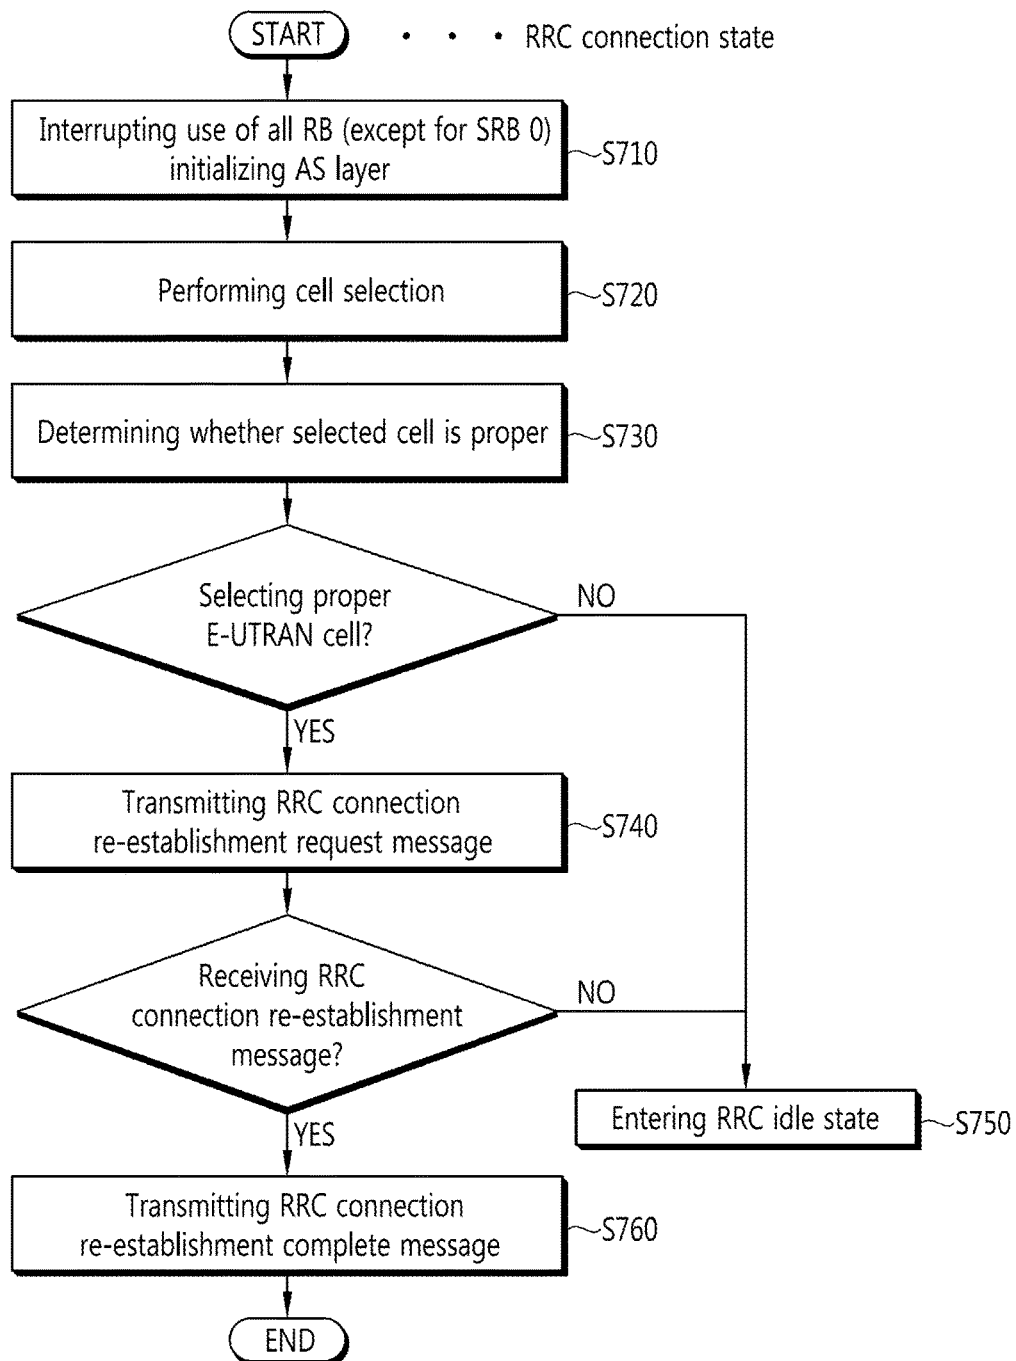 START • • • RRC connection state
Interrupting use of all RB (except for SRB 0)
initializing AS layer
S710
Performing cell selection
S720
Determining whether selected cell is proper
S730
Selecting proper
E-UTRAN cell?
NO
YES
Transmitting RRC connection
re-establishment request message
S740
Receiving RRC
connection re-establishment
message?
NO
YES
Entering RRC idle state
S750
Transmitting RRC connection
re-establishment complete message
S760
END